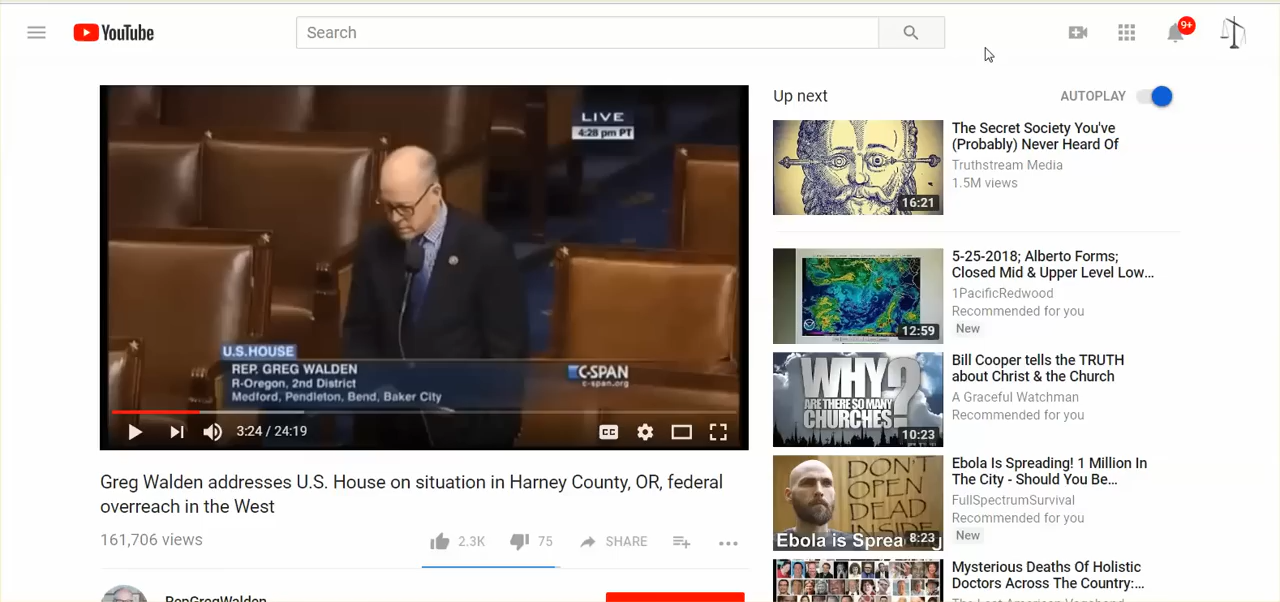 YouTube
Search
9+
LIVE
4:28 pm PT
U.S. HOUSE
REP. GREG WALDEN
R-Oregon, 2nd District
Medford, Pendleton, Bend, Baker City
C-SPAN
c-span.org
3:24 / 24:19
CC
Greg Walden addresses U.S. House on situation in Harney County, OR, federal
overreach in the West
161,706 views
2.3K
75
SHARE
RepGregWalden
Up next
AUTOPLAY
16:21
The Secret Society You've
(Probably) Never Heard Of
Truthstream Media
1.5M views
12:59
5-25-2018; Alberto Forms;
Closed Mid & Upper Level Low...
1PacificRedwood
Recommended for you
New
WHY?
ARE THERE SO MANY
CHURCHES
10:23
Bill Cooper tells the TRUTH
about Christ & the Church
A Graceful Watchman
Recommended for you
DON'T
OPEN
DEAD
INSIDE
Ebola is Sprea
8:23
Ebola Is Spreading! 1 Million In
The City - Should You Be...
FullSpectrumSurvival
Recommended for you
New
Mysterious Deaths Of Holistic
Doctors Across The Country:...
The Last American Vagabond